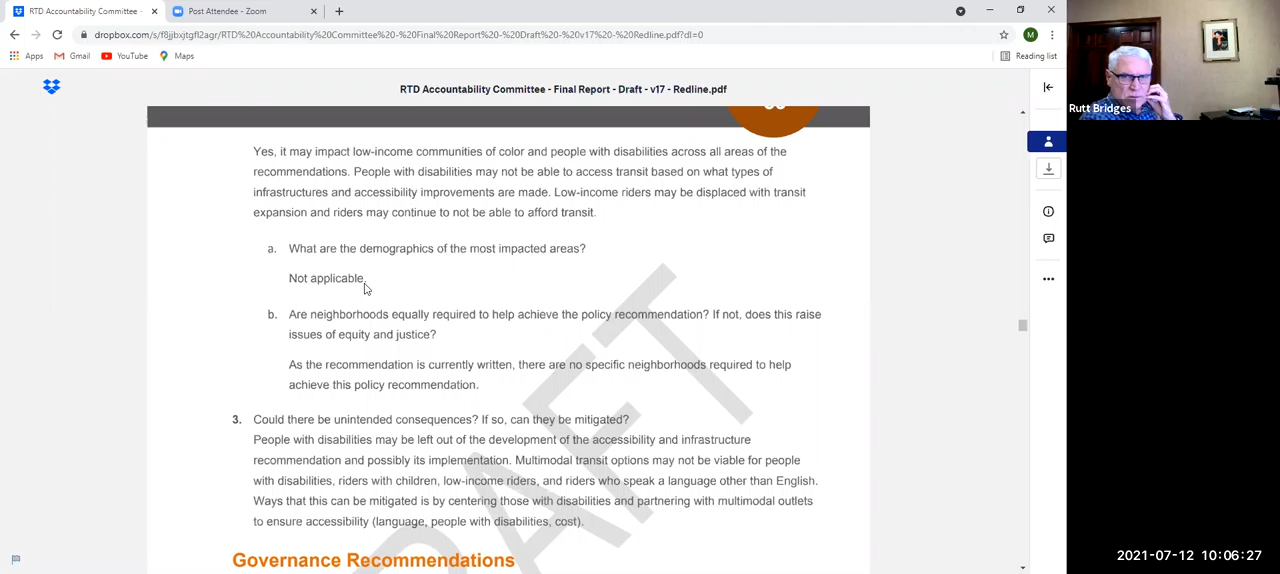 RTD Accountability Committee -
Post Attendee - Zoom
dropbox.com/s/f8jjbxjtgfl2agr/RTD%20Accountability%20Committee%20-%20Final%20Report%20-%20Draft%20-%20v17%20-%20Redline.pdf?dl=0
M
Apps Gmail YouTube Maps Reading list
RTD Accountability Committee - Final Report - Draft - v17 - Redline.pdf
Rutt Bridges
Yes, it may impact low-income communities of color and people with disabilities across all areas of the
recommendations. People with disabilities may not be able to access transit based on what types of
infrastructures and accessibility improvements are made. Low-income riders may be displaced with transit
expansion and riders may continue to not be able to afford transit.
a. What are the demographics of the most impacted areas?
Not applicable.
b. Are neighborhoods equally required to help achieve the policy recommendation? If not, does this raise
issues of equity and justice?
As the recommendation is currently written, there are no specific neighborhoods required to help
achieve this policy recommendation.
3. Could there be unintended consequences? If so, can they be mitigated?
People with disabilities may be left out of the development of the accessibility and infrastructure
recommendation and possibly its implementation. Multimodal transit options may not be viable for people
with disabilities, riders with children, low-income riders, and riders who speak a language other than English.
Ways that this can be mitigated is by centering those with disabilities and partnering with multimodal outlets
to ensure accessibility (language, people with disabilities, cost).
Governance Recommendations
DRAFT
2021-07-12 10:06:27